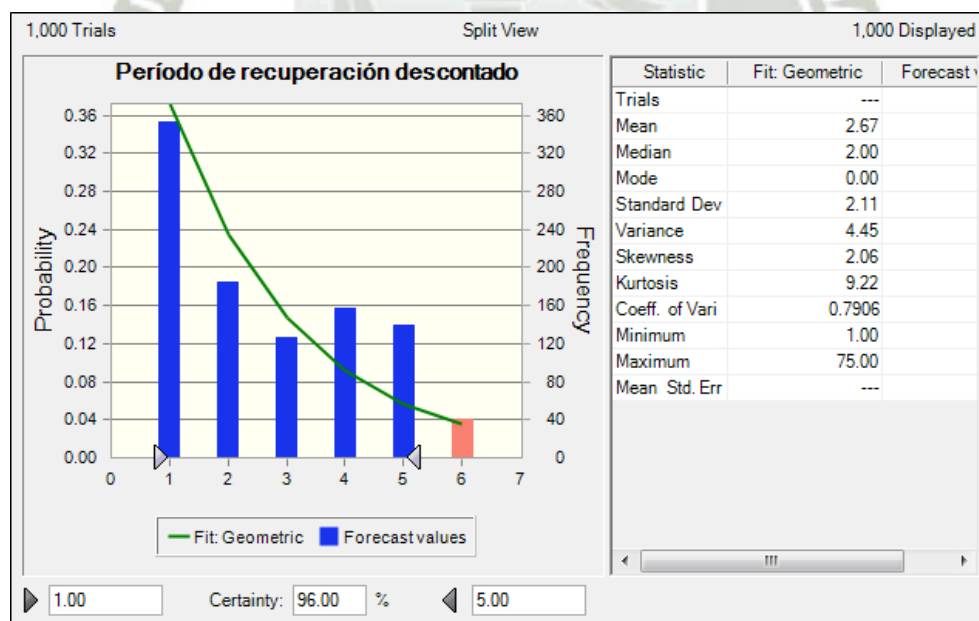 1,000 Trials Split View 1,000 Displayed
Período de recuperación descontado
Probability
0.36
0.32
0.28
0.24
0.20
0.16
0.12
0.08
0.04
0.00
0 1 2 3 4 5 6 7
360
320
280
240
200
160
120
80
40
0
Frequency
Fit: Geometric Forecast values
Statistic Fit: Geometric Forecast
Trials ---
Mean 2.67
Median 2.00
Mode 0.00
Standard Dev 2.11
Variance 4.45
Skewness 2.06
Kurtosis 9.22
Coeff. of Vari 0.7906
Minimum 1.00
Maximum 75.00
Mean Std. Err ---
1.00 Certainty: 96.00 % 5.00